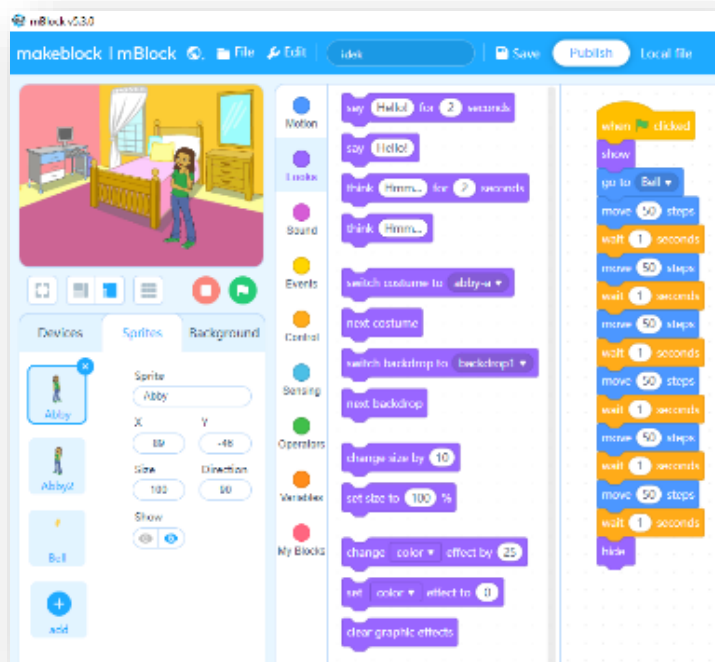 mBlock v5.3.0
makeblock | mBlock
File
Edit
idek
Save
Publish
Local file
Devices
Sprites
Background
Abby
Abby2
Bell
add
Sprite
Abby
X
Y
89
-46
Size
Direction
100
90
Show
Motion
Looks
Sound
Events
Control
Sensing
Operators
Variables
My Blocks
say Hello! for 2 seconds
say Hello!
think Hmm... for 2 seconds
think Hmm...
switch costume to abby-a
next costume
switch backdrop to backdrop1
next backdrop
change size by 10
set size to 100 %
change color effect by 25
set color effect to 0
clear graphic effects
when clicked
show
go to Bell
move 50 steps
wait 1 seconds
move 50 steps
wait 1 seconds
move 50 steps
wait 1 seconds
move 50 steps
wait 1 seconds
move 50 steps
wait 1 seconds
move 50 steps
wait 1 seconds
hide